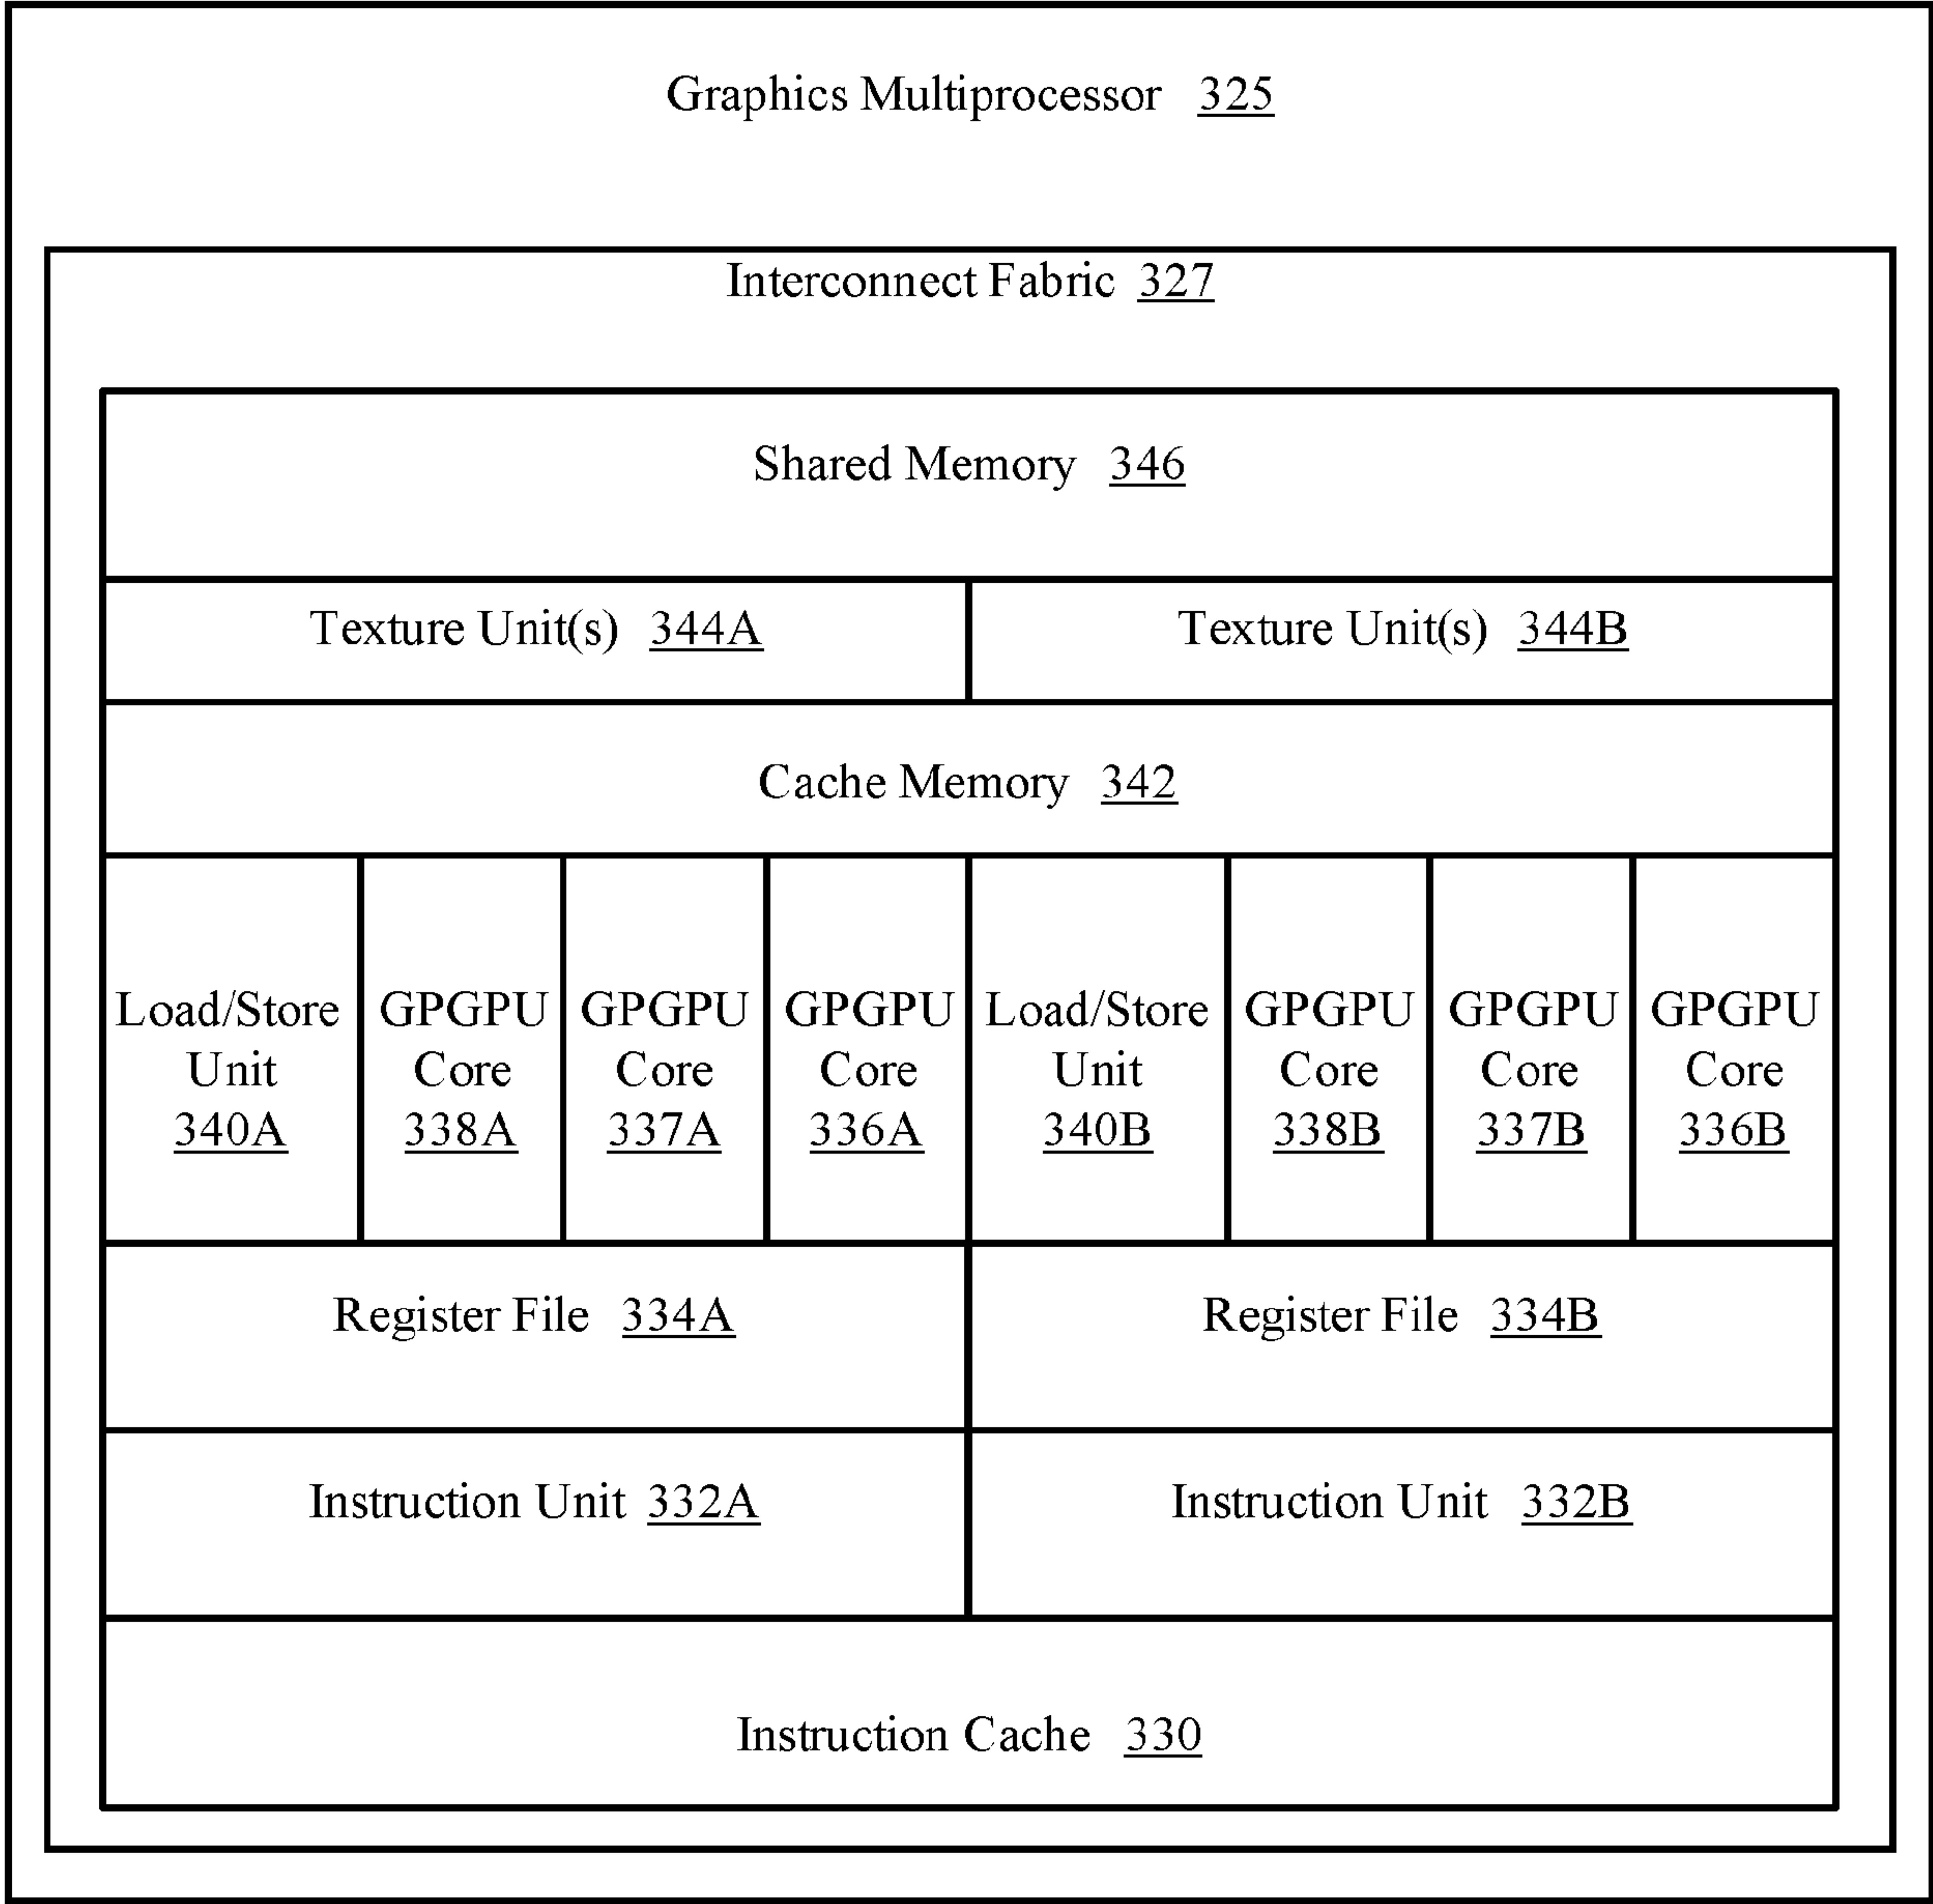 Graphics Multiprocessor 325
Interconnect Fabric 327
Shared Memory 346
Texture Unit(s) 344A
Texture Unit(s) 344B
Cache Memory 342
Load/Store
Unit
340A
GPGPU
Core
338A
GPGPU
Core
337A
GPGPU
Core
336A
Load/Store
Unit
340B
GPGPU
Core
338B
GPGPU
Core
337B
GPGPU
Core
336B
Register File 334A
Register File 334B
Instruction Unit 332A
Instruction Unit 332B
Instruction Cache 330